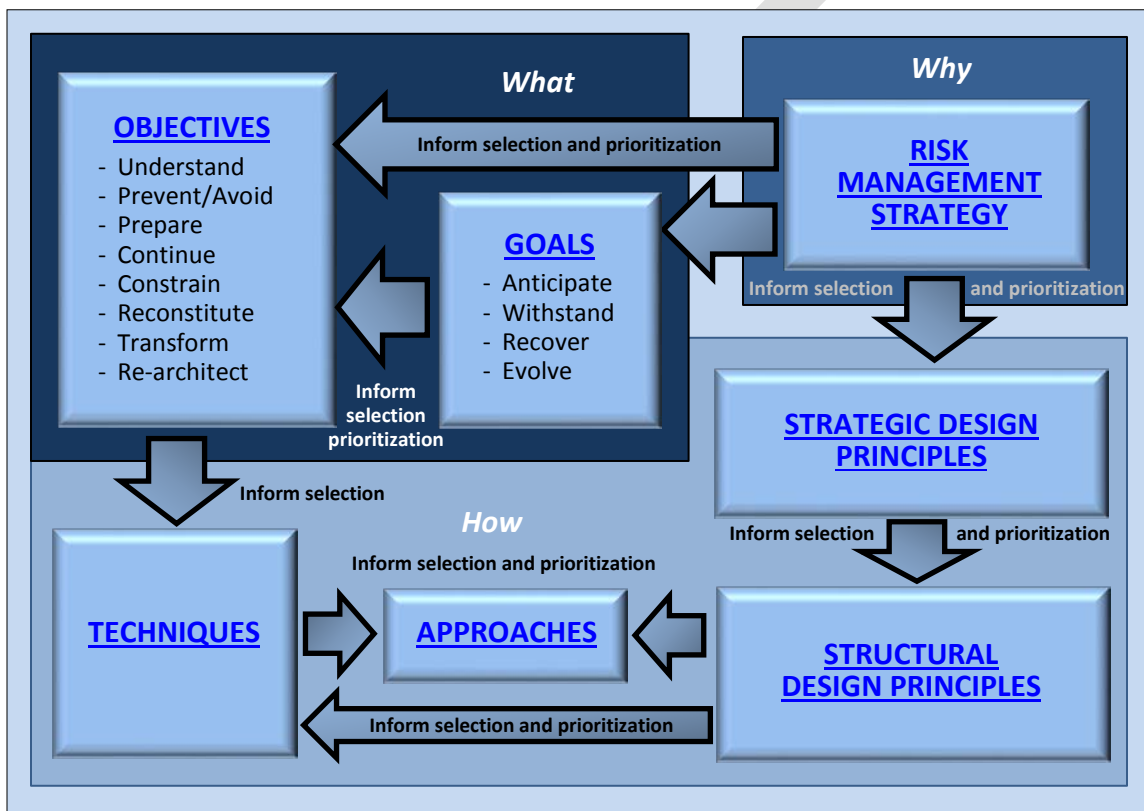 What
Why
OBJECTIVES
- Understand
- Prevent/Avoid
- Prepare
- Continue
- Constrain
- Reconstitute
- Transform
- Re-architect
Inform selection and prioritization
RISK
MANAGEMENT
STRATEGY
GOALS
- Anticipate
- Withstand
- Recover
- Evolve
Inform selection and prioritization
Inform
selection
prioritization
STRATEGIC DESIGN
PRINCIPLES
Inform selection
How
Inform selection and prioritization
Inform selection and prioritization
TECHNIQUES
APPROACHES
STRUCTURAL
DESIGN PRINCIPLES
Inform selection and prioritization